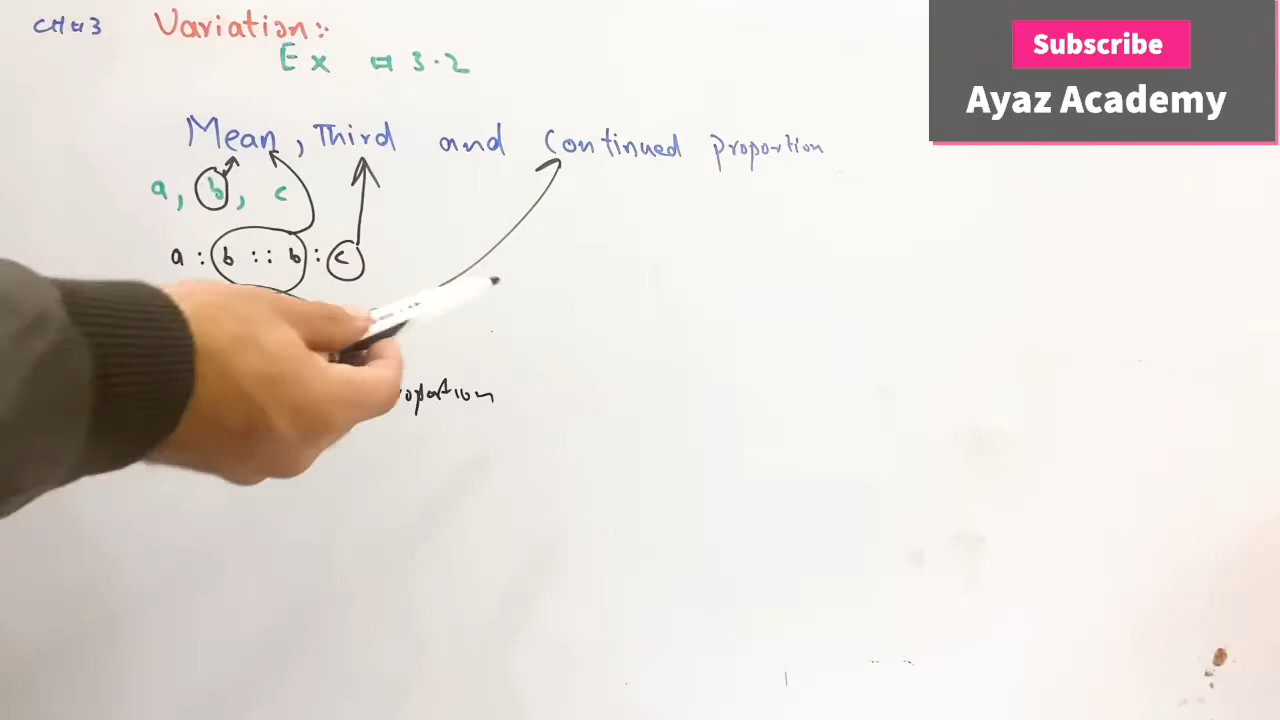 CH # 3 Variation:-
Ex # 3.2
Subscribe
Ayaz Academy
Mean, Third and Continued proportion
a, b, c
a : b :: b : c